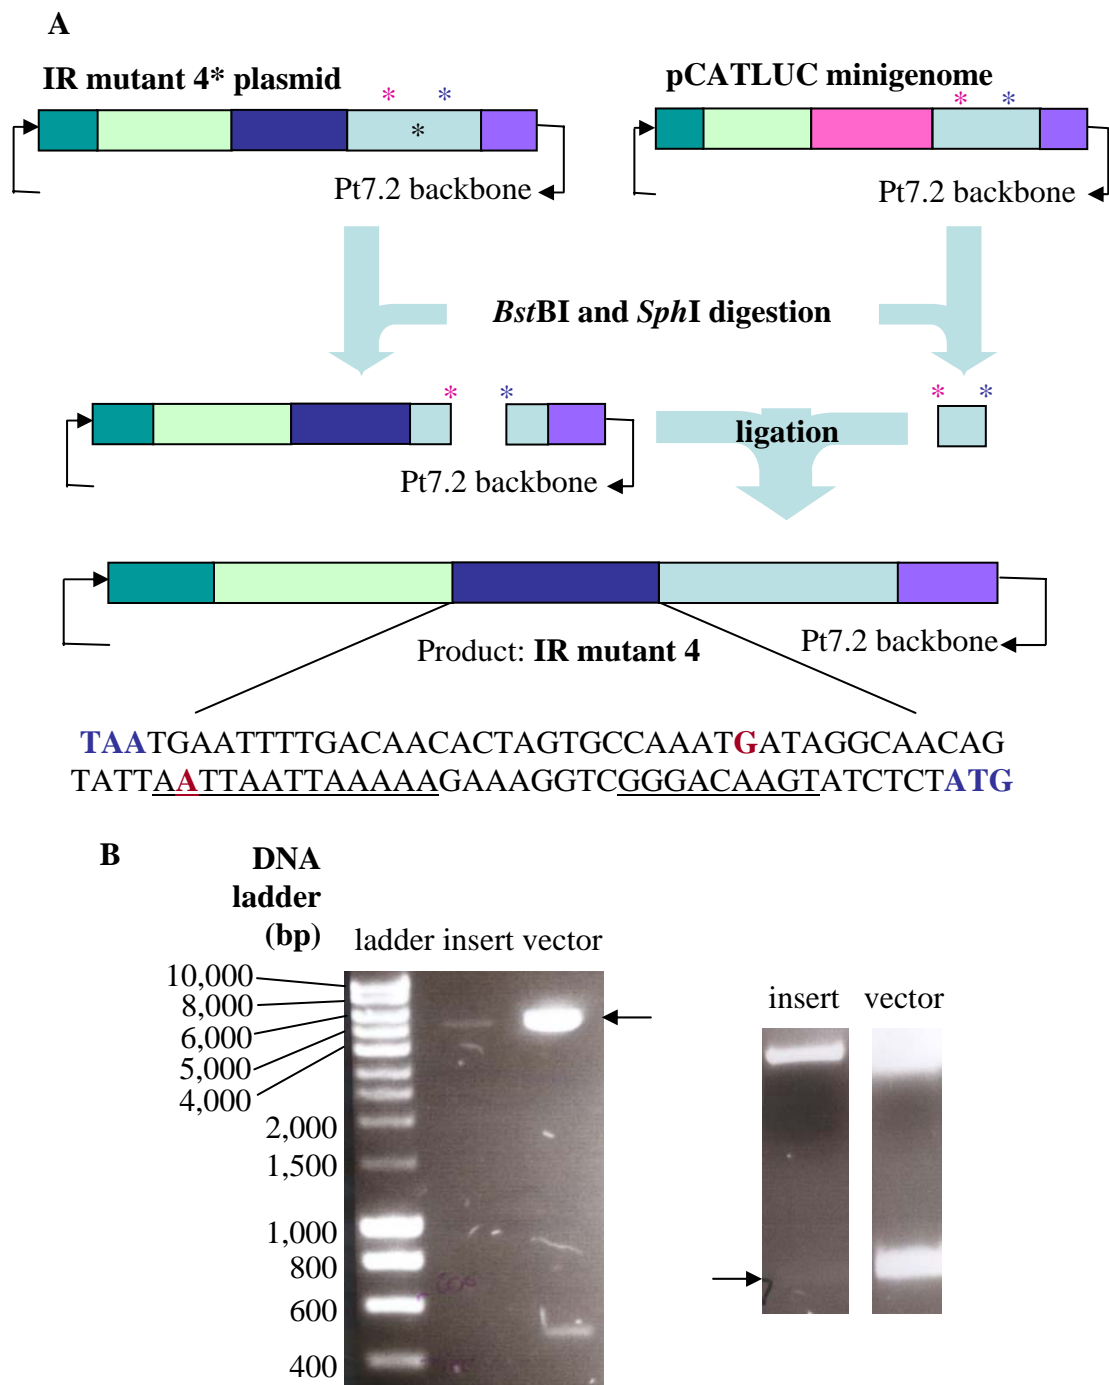 A
IR mutant 4* plasmid
pCATLUC minigenome
* *
* *
*
Pt7.2 backbone
Pt7.2 backbone
BstBI and SphI digestion
* *
* *
ligation
Pt7.2 backbone
Product: IR mutant 4
Pt7.2 backbone
TAATGAATTTTGACAACACTAGTGCCAAATGATAGGCAACAG
TATTAATTAATTAAAAAGAAAGGTCGGGACAAGTATCTCTATG
B
DNA
ladder
(bp)
ladder insert vector
10,000
8,000
6,000
5,000
4,000
2,000
1,500
1,000
800
600
400
insert vector